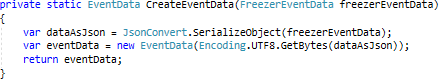 private static EventData CreateEventData(FreezerEventData freezerEventData)
{
    var dataAsJson = JsonConvert.SerializeObject(freezerEventData);
    var eventData = new EventData(Encoding.UTF8.GetBytes(dataAsJson));
    return eventData;
}